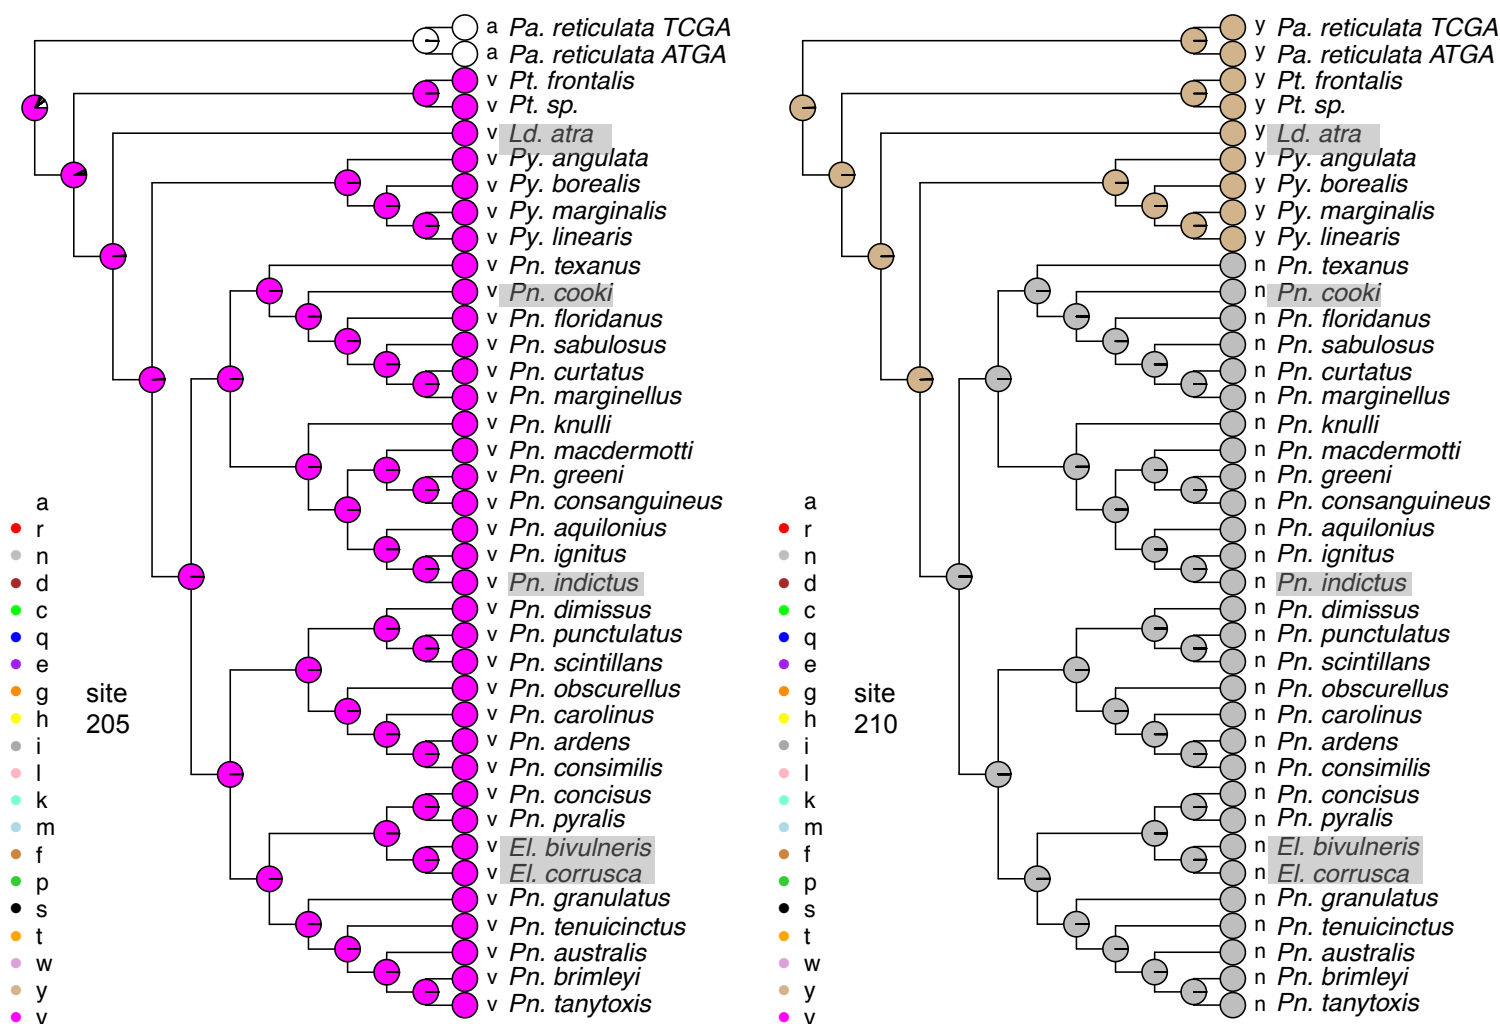 a Pa. reticulata TCGA
a Pa. reticulata ATGA
v Pt. frontalis
v Pt. sp.
v Ld. atra
v Py. angulata
v Py. borealis
v Py. marginalis
v Py. linearis
v Pn. texanus
v Pn. cooki
v Pn. floridanus
v Pn. sabulosus
v Pn. curtatus
v Pn. marginellus
v Pn. knulli
v Pn. macdermotti
v Pn. greeni
v Pn. consanguineus
v Pn. aquilonius
v Pn. ignitus
v Pn. indictus
v Pn. dimissus
v Pn. punctulatus
v Pn. scintillans
v Pn. obscurellus
v Pn. carolinus
v Pn. ardens
v Pn. consimilis
v Pn. concisus
v Pn. pyralis
v El. bivulneris
v El. corrusca
v Pn. granulatus
v Pn. tenuicinctus
v Pn. australis
v Pn. brimleyi
v Pn. tanytoxis
a
r
n
d
c
q
e
g
h
i
l
k
m
f
p
s
t
w
y
v
site
205
y Pa. reticulata TCGA
y Pa. reticulata ATGA
y Pt. frontalis
y Pt. sp.
y Ld. atra
y Py. angulata
y Py. borealis
y Py. marginalis
y Py. linearis
n Pn. texanus
n Pn. cooki
n Pn. floridanus
n Pn. sabulosus
n Pn. curtatus
n Pn. marginellus
n Pn. knulli
n Pn. macdermotti
n Pn. greeni
n Pn. consanguineus
n Pn. aquilonius
n Pn. ignitus
n Pn. indictus
n Pn. dimissus
n Pn. punctulatus
n Pn. scintillans
n Pn. obscurellus
n Pn. carolinus
n Pn. ardens
n Pn. consimilis
n Pn. concisus
n Pn. pyralis
n El. bivulneris
n El. corrusca
n Pn. granulatus
n Pn. tenuicinctus
n Pn. australis
n Pn. brimleyi
n Pn. tanytoxis
a
r
n
d
c
q
e
g
h
i
l
k
m
f
p
s
t
w
y
v
site
210